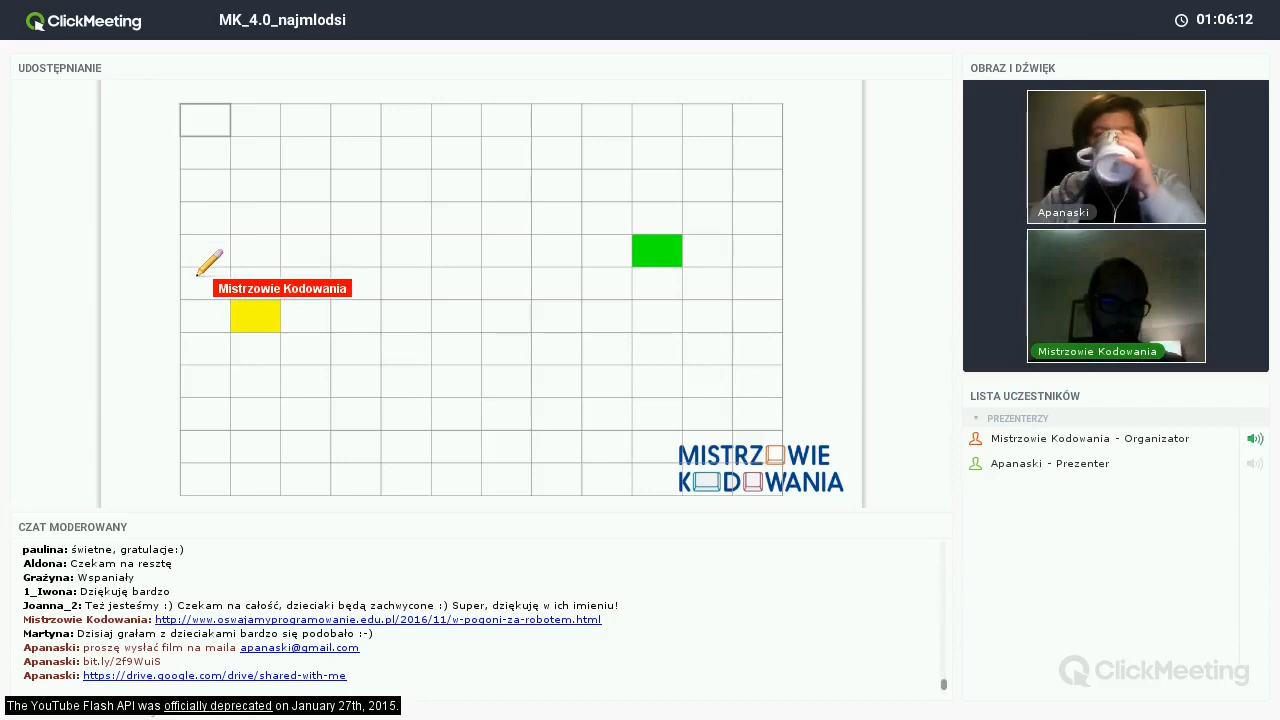 ClickMeeting
MK_4.0_najmlodsi
01:06:12
UDOSTĘPNIANIE
OBRAZ I DŹWIĘK
Mistrzowie Kodowania
Apanaski
Mistrzowie Kodowania
MISTRZOWIE
KODOWANIA
LISTA UCZESTNIKÓW
PREZENTERZY
Mistrzowie Kodowania - Organizator
Apanaski - Prezenter
CZAT MODEROWANY
paulina: świetne, gratulacje:)
Aldona: Czekam na resztę
Grażyna: Wspaniały
1_Iwona: Dziękuję bardzo
Joanna_2: Też jesteśmy :) Czekam na całość, dzieciaki będą zachwycone :) Super, dziękuję w ich imieniu!
Mistrzowie Kodowania: http://www.oswajamyprogramowanie.edu.pl/2016/11/w-pogoni-za-robotem.html
Martyna: Dzisiaj grałam z dzieciakami bardzo się podobało :-)
Apanaski: proszę wysłać film na maila apanaski@gmail.com
Apanaski: bit.ly/2f9WuiS
Apanaski: https://drive.google.com/drive/shared-with-me
ClickMeeting
The YouTube Flash API was officially deprecated on January 27th, 2015.